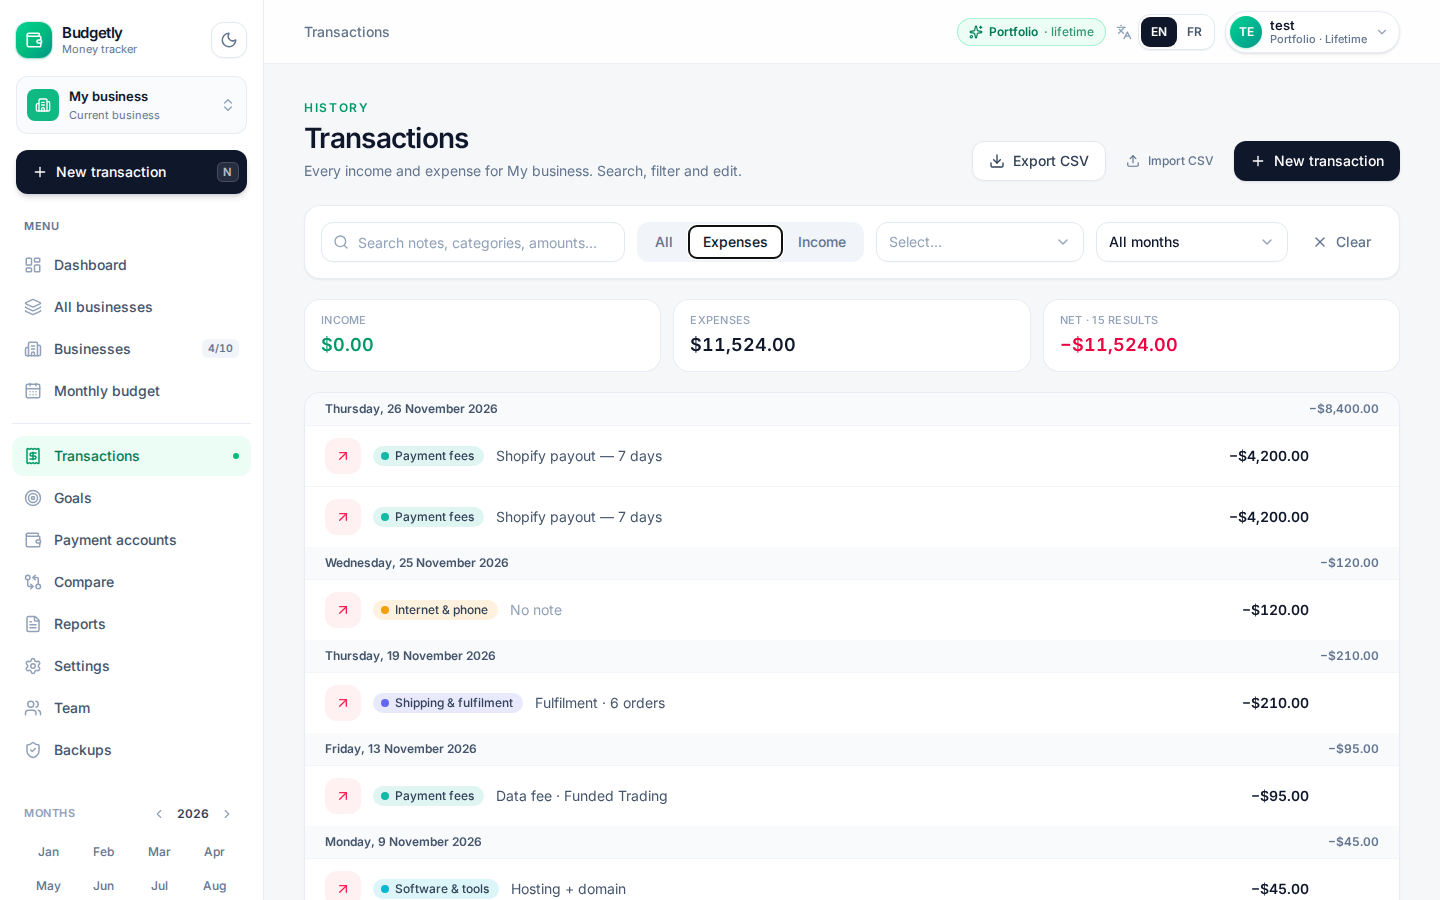 Budgetly
Money tracker
My business
Current business
New transaction N
MENU
Dashboard
All businesses
Businesses 4/10
Monthly budget
Transactions
Goals
Payment accounts
Compare
Reports
Settings
Team
Backups
MONTHS 2026
Jan Feb Mar Apr
May Jun Jul Aug
Transactions
Portfolio · lifetime
EN FR
TE
test
Portfolio · Lifetime
HISTORY
Transactions
Every income and expense for My business. Search, filter and edit.
Export CSV Import CSV New transaction
Search notes, categories, amounts... All Expenses Income Select... All months Clear
INCOME
$0.00
EXPENSES
$11,524.00
NET · 15 RESULTS
−$11,524.00
Thursday, 26 November 2026 −$8,400.00
Payment fees Shopify payout — 7 days −$4,200.00
Payment fees Shopify payout — 7 days −$4,200.00
Wednesday, 25 November 2026 −$120.00
Internet & phone No note −$120.00
Thursday, 19 November 2026 −$210.00
Shipping & fulfilment Fulfilment · 6 orders −$210.00
Friday, 13 November 2026 −$95.00
Payment fees Data fee · Funded Trading −$95.00
Monday, 9 November 2026 −$45.00
Software & tools Hosting + domain −$45.00